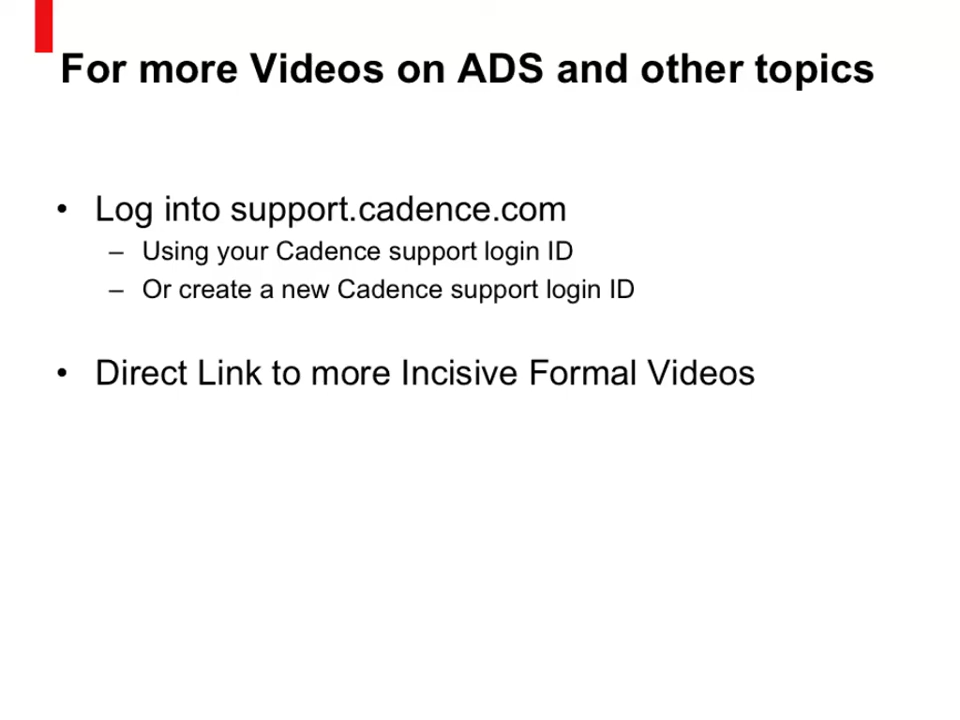 For more Videos on ADS and other topics
• Log into support.cadence.com
– Using your Cadence support login ID
– Or create a new Cadence support login ID
• Direct Link to more Incisive Formal Videos